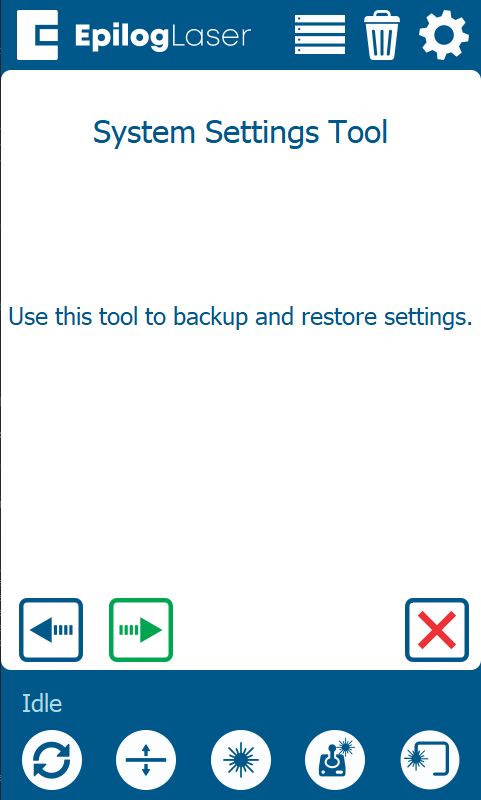 EpilogLaser
System Settings Tool
Use this tool to backup and restore settings.
Idle